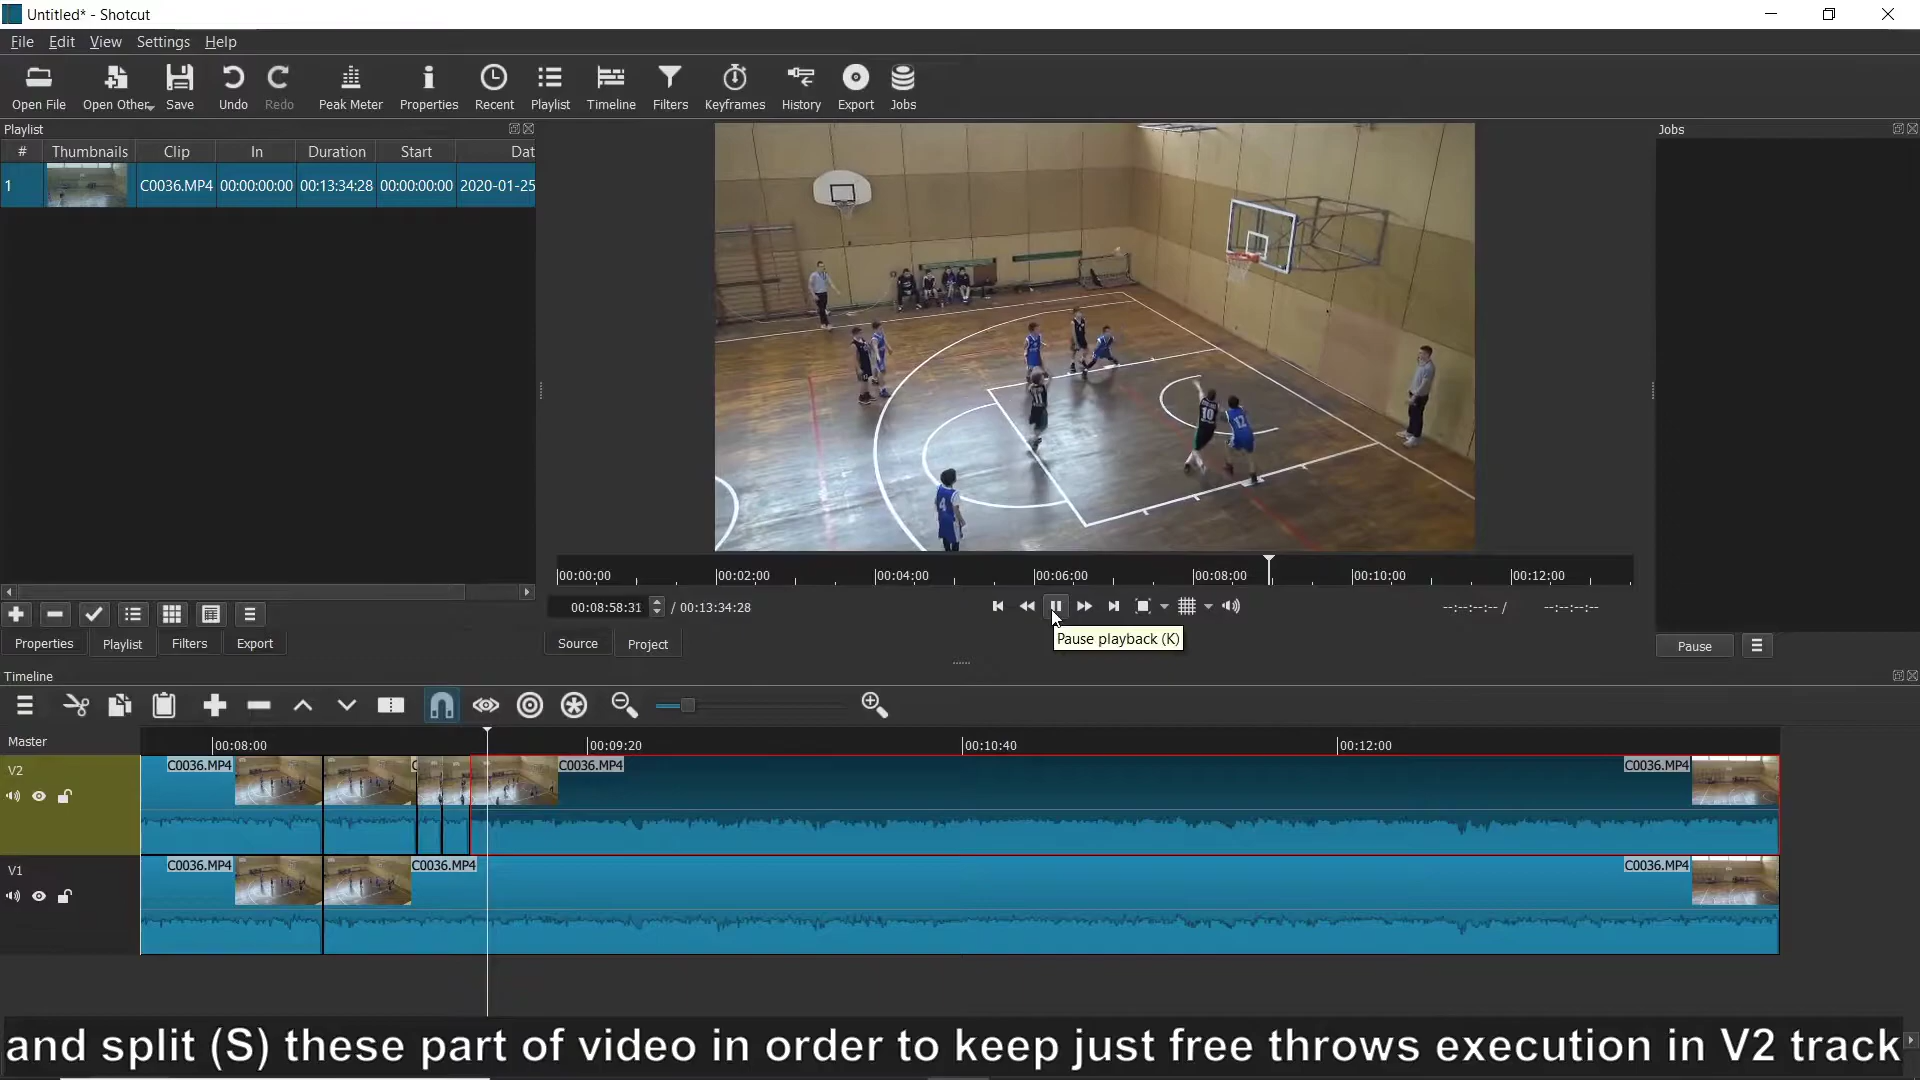 Untitled* - Shotcut
File Edit View Settings Help
Open File Open Other Save Undo Redo Peak Meter Properties Recent Playlist Timeline Filters Keyframes History Export Jobs
Playlist
Jobs
# Thumbnails Clip In Duration Start Dat
1 C0036.MP4 00:00:00:00 00:13:34:28 00:00:00:00 2020-01-25
11
10
12
4
00:00:00 00:02:00 00:04:00 00:06:00 00:08:00 00:10:00 00:12:00
00:08:58:31 / 00:13:34:28 --:--:--:-- / --:--:--:--
Pause playback (K)
Properties Playlist Filters Export
Source Project
Pause
Timeline
Master
00:08:00 00:09:20 00:10:40 00:12:00
V2
C0036.MP4 C C0036.MP4 C0036.MP4
V1
C0036.MP4 C0036.MP4 C0036.MP4
and split (S) these part of video in order to keep just free throws execution in V2 track